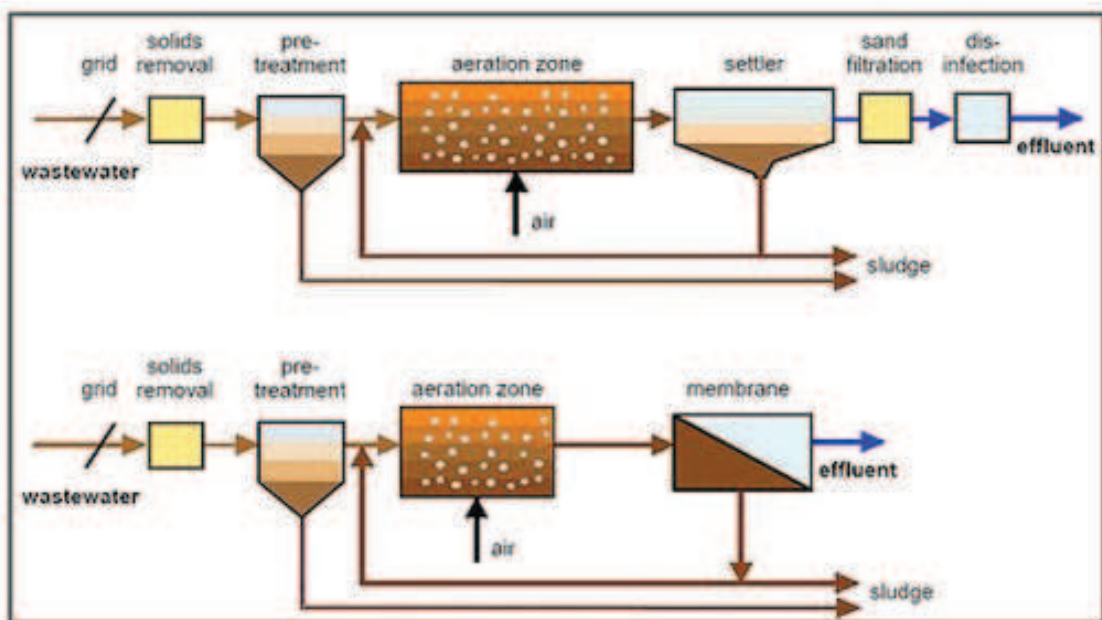 grid
solids
removal
pre-
treatment
aeration zone
settler
sand
filtration
dis-
infection
wastewater
effluent
air
sludge
grid
solids
removal
pre-
treatment
aeration zone
membrane
wastewater
effluent
air
sludge